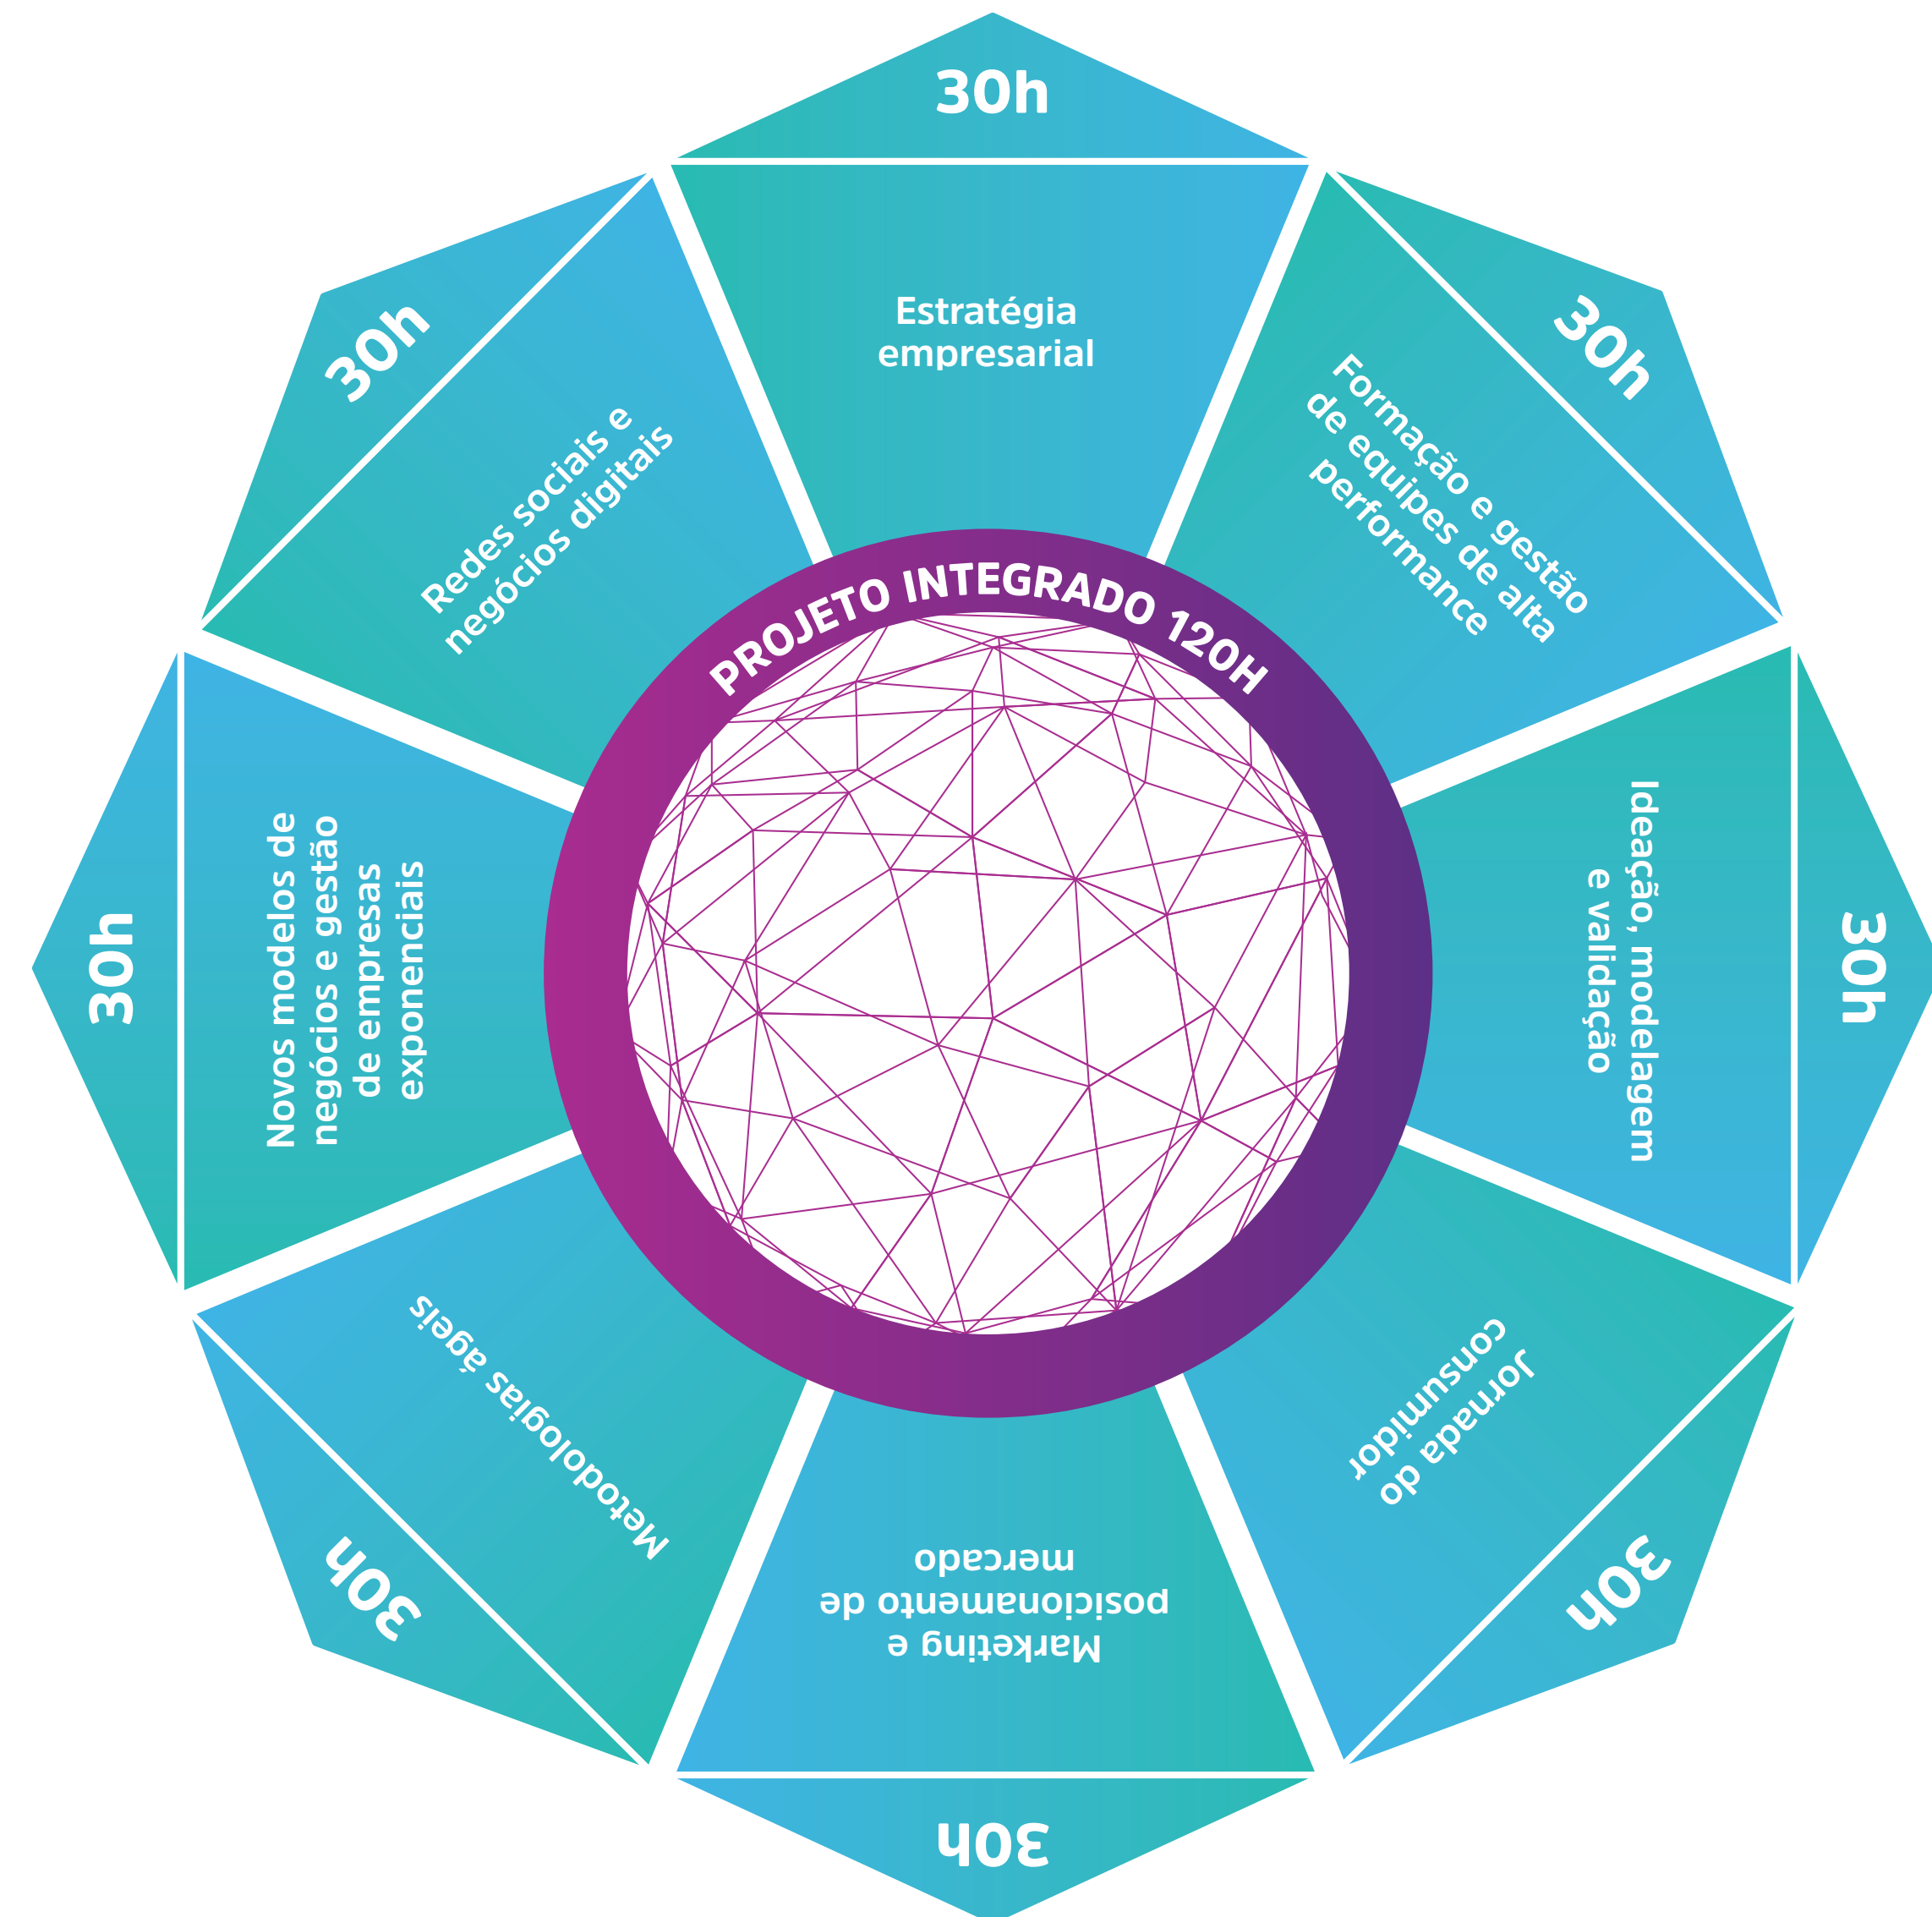 30h
Estratégia
empresarial
30h
Formação e gestão
de equipes de alta
performance
30h
Ideação, modelagem
e validação
30h
Jornada do
consumidor
30h
Marketing e
posicionamento de
mercado
30h
Metodologias ágeis
30h
Novos modelos de
negócios e gestão
de empresas
exponenciais
30h
Redes sociais e
negócios digitais
PROJETO INTEGRADO 120H